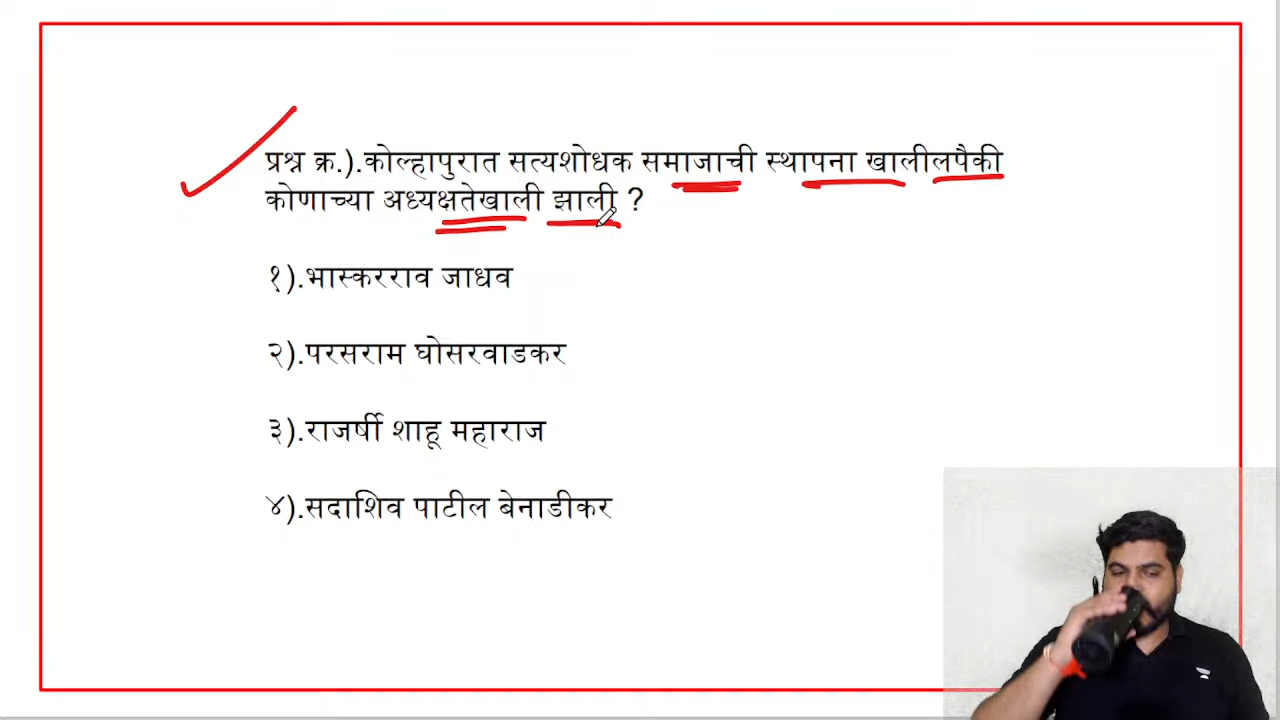 प्रश्न क्र.).कोल्हापुरात सत्यशोधक समाजाची स्थापना खालीलपैकी
कोणाच्या अध्यक्षतेखाली झाली ?
१).भास्करराव जाधव
२).परसराम घोसरवाडकर
३).राजर्षी शाहू महाराज
४).सदाशिव पाटील बेनाडीकर